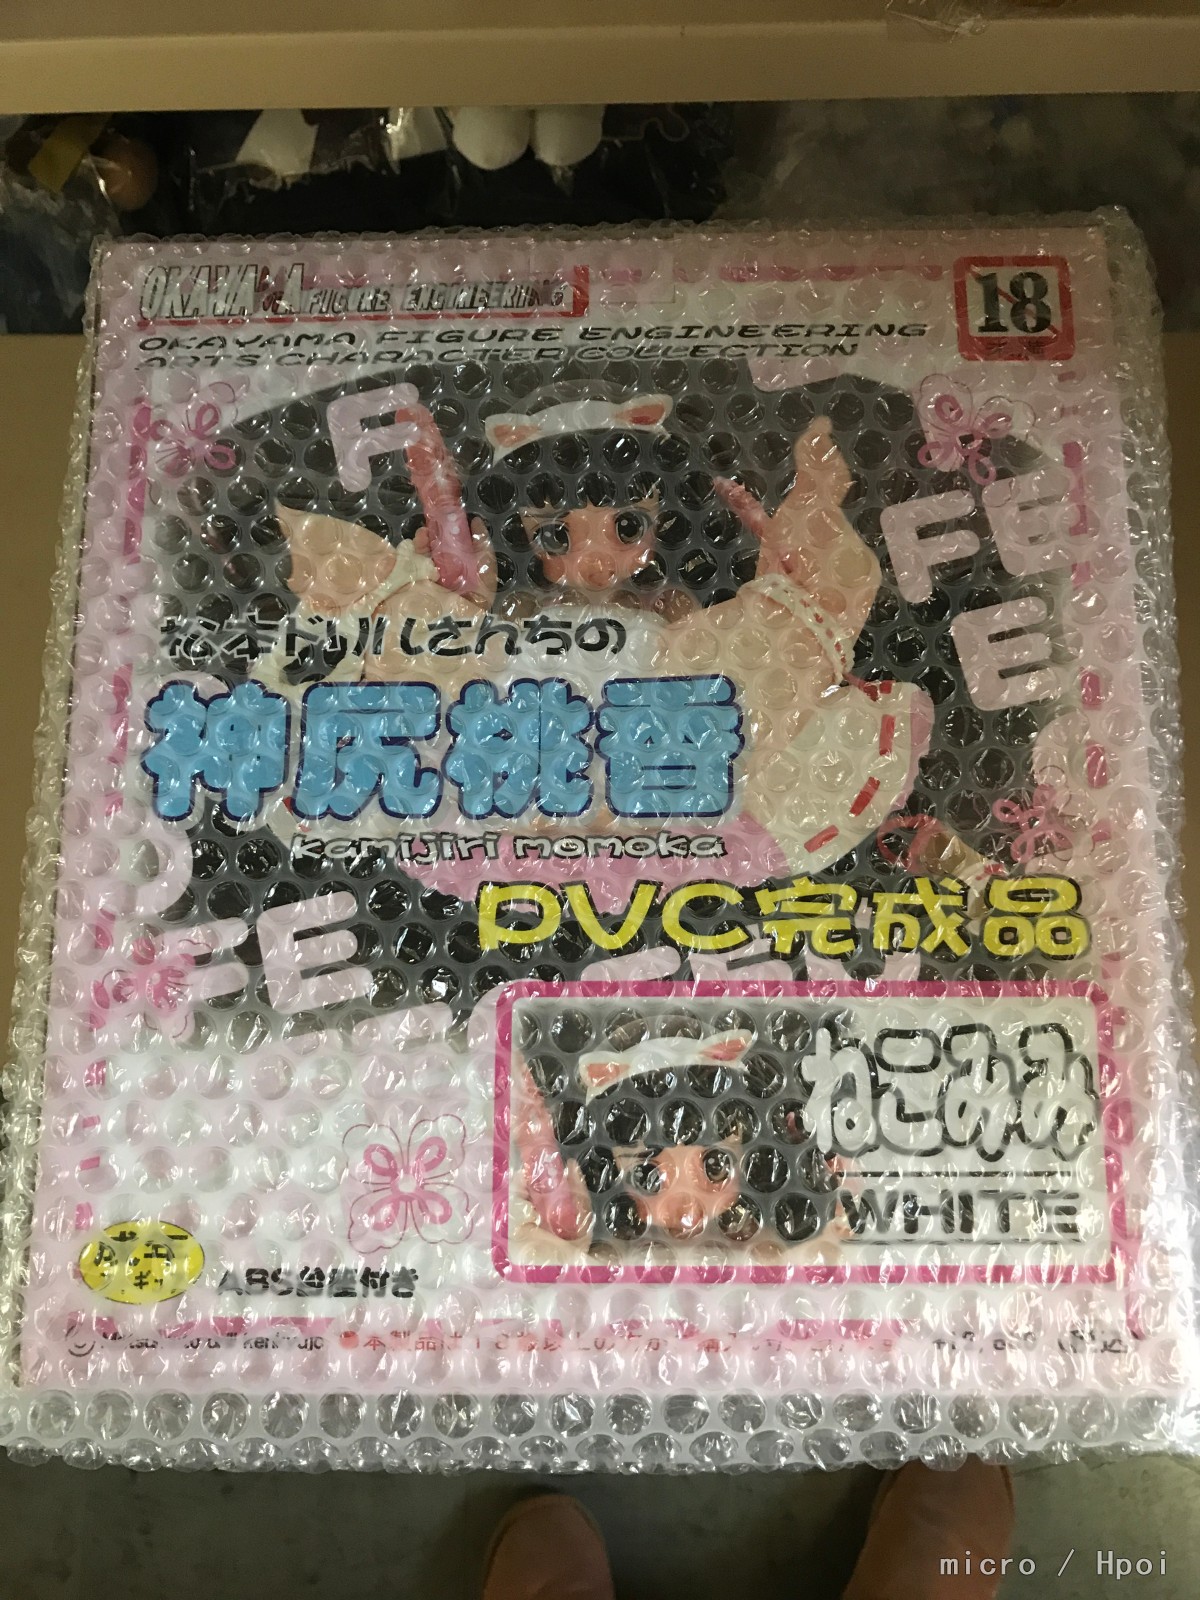 OKAYAMA FIGURE ENGINEERING
18
OKAYAMA FIGURE ENGINEERING
ARTS CHARACTER COLLECTION
F
FE
E
松本ドリルさんちの
神尻桃香
kamijiri momoka
PVC完成品
FE
ねこみみ
WHITE
ABS台座付き
micro / Hpoi